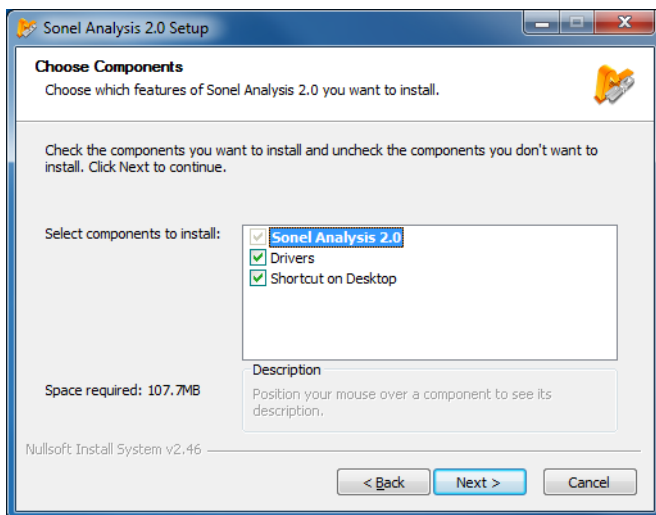 Sonel Analysis 2.0 Setup
Choose Components
Choose which features of Sonel Analysis 2.0 you want to install.
Check the components you want to install and uncheck the components you don't want to
install. Click Next to continue.
Select components to install:
Sonel Analysis 2.0
Drivers
Shortcut on Desktop
Space required: 107.7MB
Description
Position your mouse over a component to see its
description.
Nullsoft Install System v2.46
< Back
Next >
Cancel